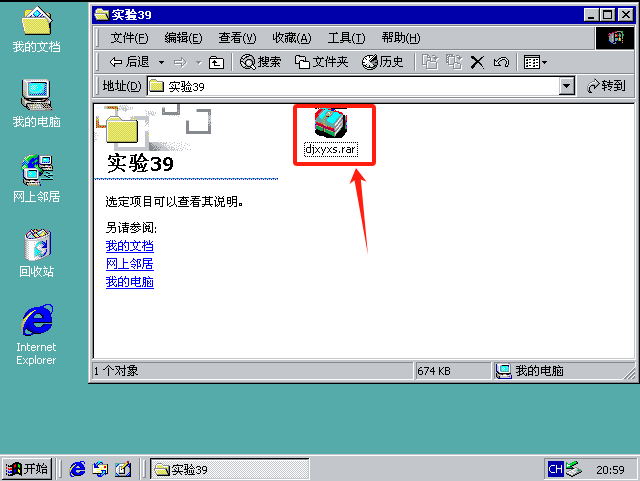 我的文档
我的电脑
网上邻居
回收站
Internet
Explorer
实验39
文件(F) 编辑(E) 查看(V) 收藏(A) 工具(T) 帮助(H)
后退 搜索 文件夹 历史
地址(D) 实验39 转到
实验39
选定项目可以查看其说明。
另请参阅:
我的文档
网上邻居
我的电脑
djxyxs.rar
1 个对象 674 KB 我的电脑
开始 实验39 CH 20:59